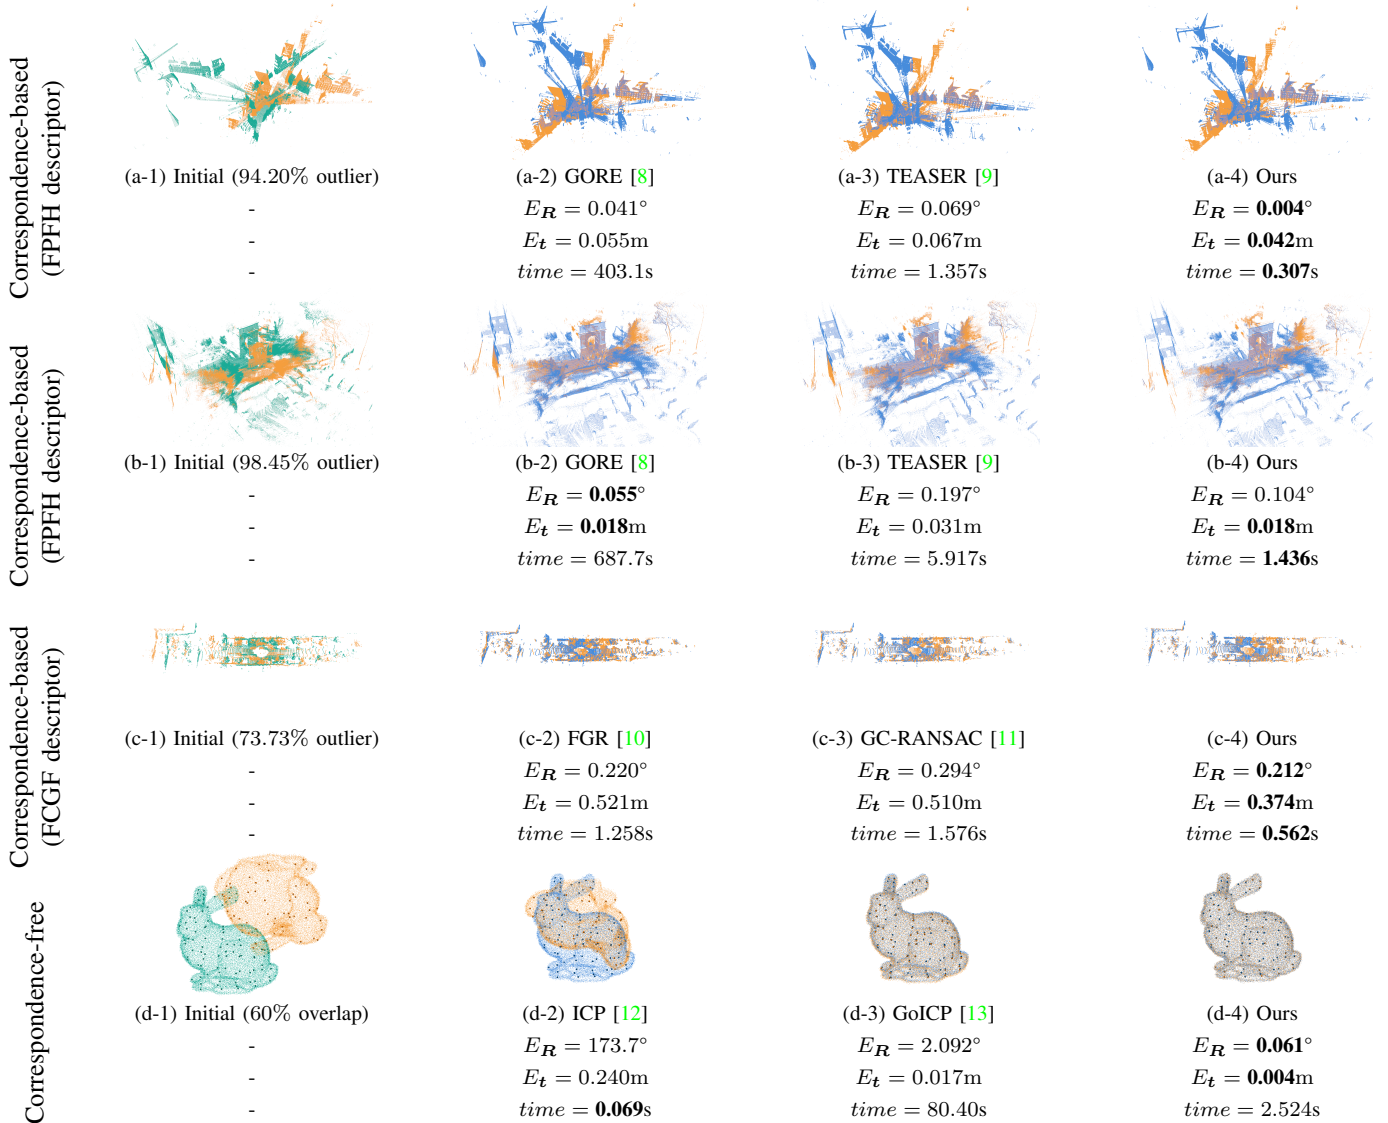 Correspondence-based
(FPFH descriptor)
(a-1) Initial (94.20% outlier)
(a-2) GORE [8]
(a-3) TEASER [9]
(a-4) Ours
-
E_R = 0.041°
E_R = 0.069°
E_R = 0.004°
-
E_t = 0.055m
E_t = 0.067m
E_t = 0.042m
-
time = 403.1s
time = 1.357s
time = 0.307s
Correspondence-based
(FPFH descriptor)
(b-1) Initial (98.45% outlier)
(b-2) GORE [8]
(b-3) TEASER [9]
(b-4) Ours
-
E_R = 0.055°
E_R = 0.197°
E_R = 0.104°
-
E_t = 0.018m
E_t = 0.031m
E_t = 0.018m
-
time = 687.7s
time = 5.917s
time = 1.436s
Correspondence-based
(FCGF descriptor)
(c-1) Initial (73.73% outlier)
(c-2) FGR [10]
(c-3) GC-RANSAC [11]
(c-4) Ours
-
E_R = 0.220°
E_R = 0.294°
E_R = 0.212°
-
E_t = 0.521m
E_t = 0.510m
E_t = 0.374m
-
time = 1.258s
time = 1.576s
time = 0.562s
Correspondence-free
(d-1) Initial (60% overlap)
(d-2) ICP [12]
(d-3) GoICP [13]
(d-4) Ours
-
E_R = 173.7°
E_R = 2.092°
E_R = 0.061°
-
E_t = 0.240m
E_t = 0.017m
E_t = 0.004m
-
time = 0.069s
time = 80.40s
time = 2.524s